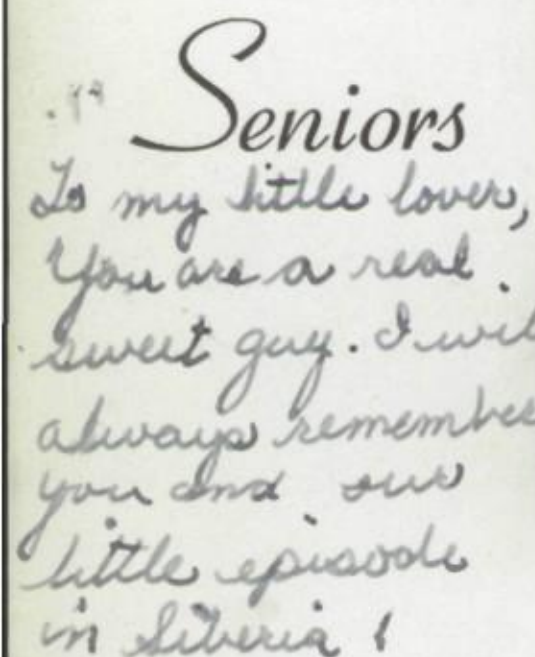 Seniors
To my little lover,
You are a real
sweet guy. I wil
always remember
you and our
little episode
in Siberia !